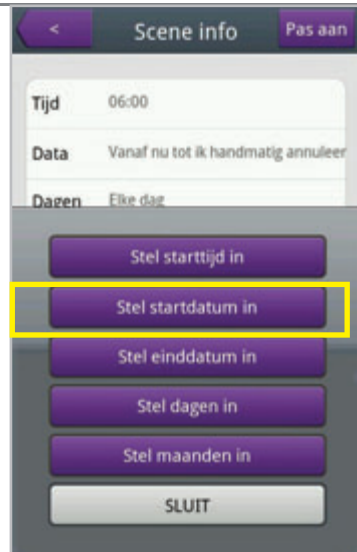 < Scene info Pas aan
Tijd 06:00
Data Vanaf nu tot ik handmatig annuleer
Dagen Elke dag
Stel starttijd in
Stel startdatum in
Stel einddatum in
Stel dagen in
Stel maanden in
SLUIT